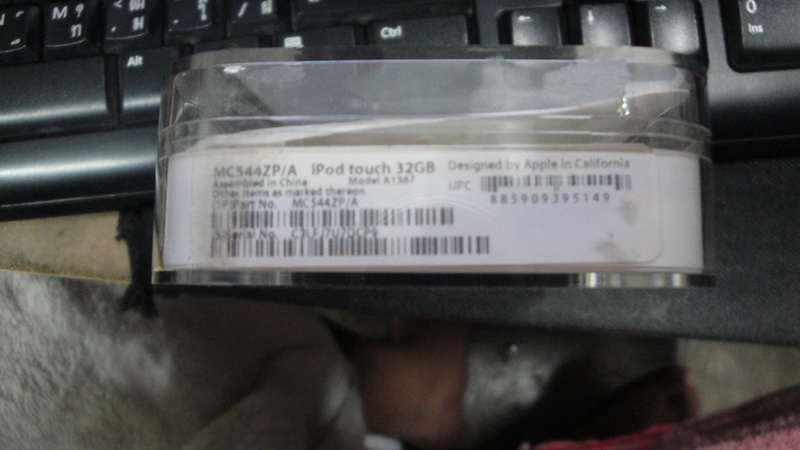 Alt
Ctrl
0
Ins
MC544ZP/A iPod touch 32GB
Assembled in China Model A1367
Other items as marked thereon
(1P)Part No. MC544ZP/A
Serial No.
Designed by Apple in California
UPC
885909395149